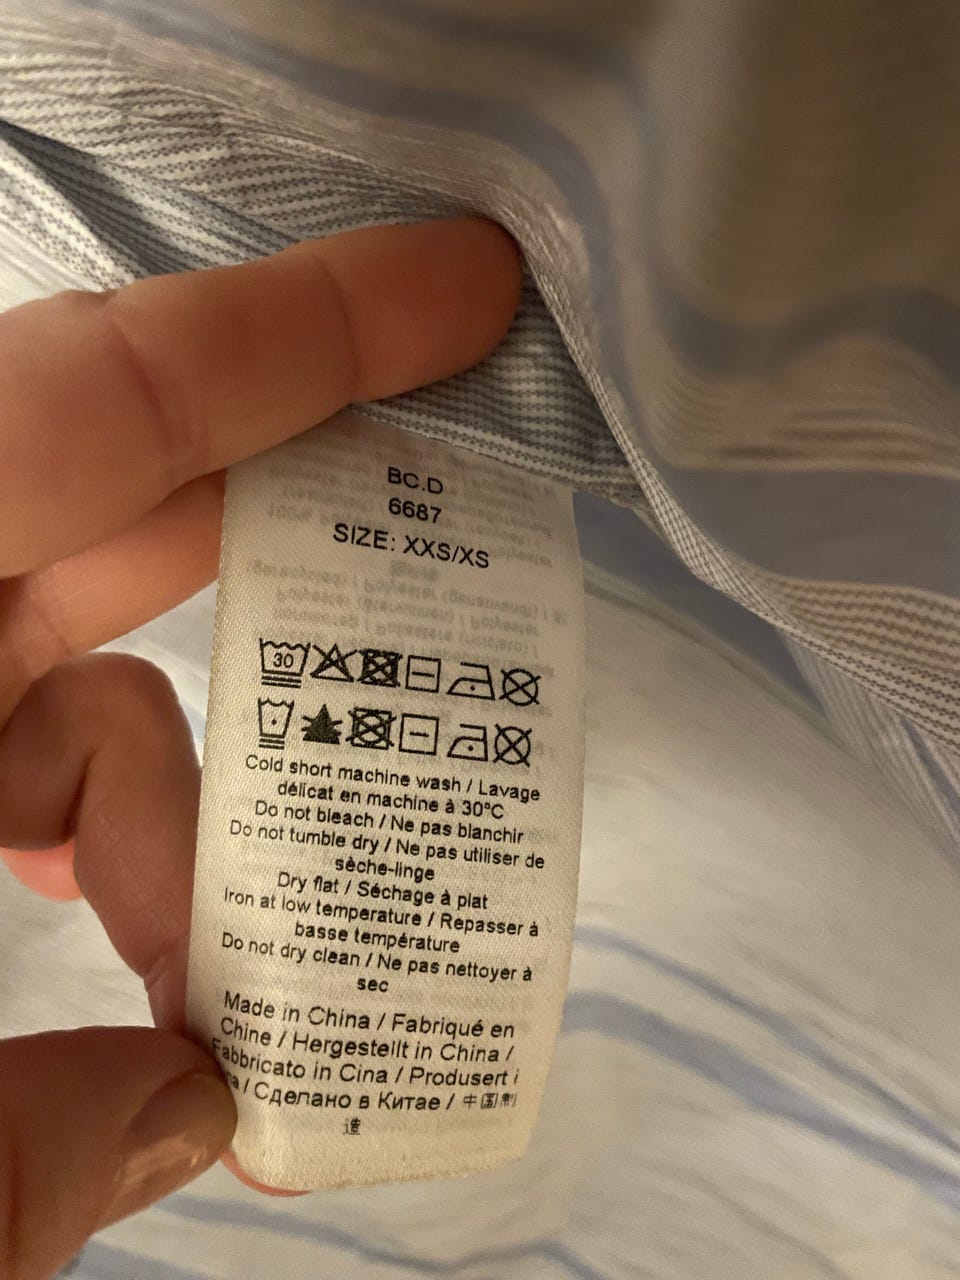 BC.D
6687
SIZE: XXS/XS
30
Cold short machine wash / Lavage
délicat en machine à 30°C
Do not bleach / Ne pas blanchir
Do not tumble dry / Ne pas utiliser de
sèche-linge
Dry flat / Séchage à plat
Iron at low temperature / Repasser à
basse température
Do not dry clean / Ne pas nettoyer à
sec
Made in China / Fabriqué en
Chine / Hergestellt in China /
Fabbricato in Cina / Produsert i
/ Сделано в Китае / 中国制
造